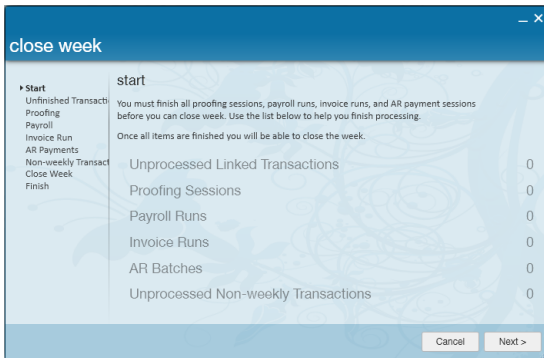 close week
Start
Unfinished Transacti
Proofing
Payroll
Invoice Run
AR Payments
Non-weekly Transact
Close Week
Finish
start
You must finish all proofing sessions, payroll runs, invoice runs, and AR payment sessions
before you can close week. Use the list below to help you finish processing.
Once all items are finished you will be able to close the week.
Unprocessed Linked Transactions 0
Proofing Sessions 0
Payroll Runs 0
Invoice Runs 0
AR Batches 0
Unprocessed Non-weekly Transactions 0
Cancel Next >